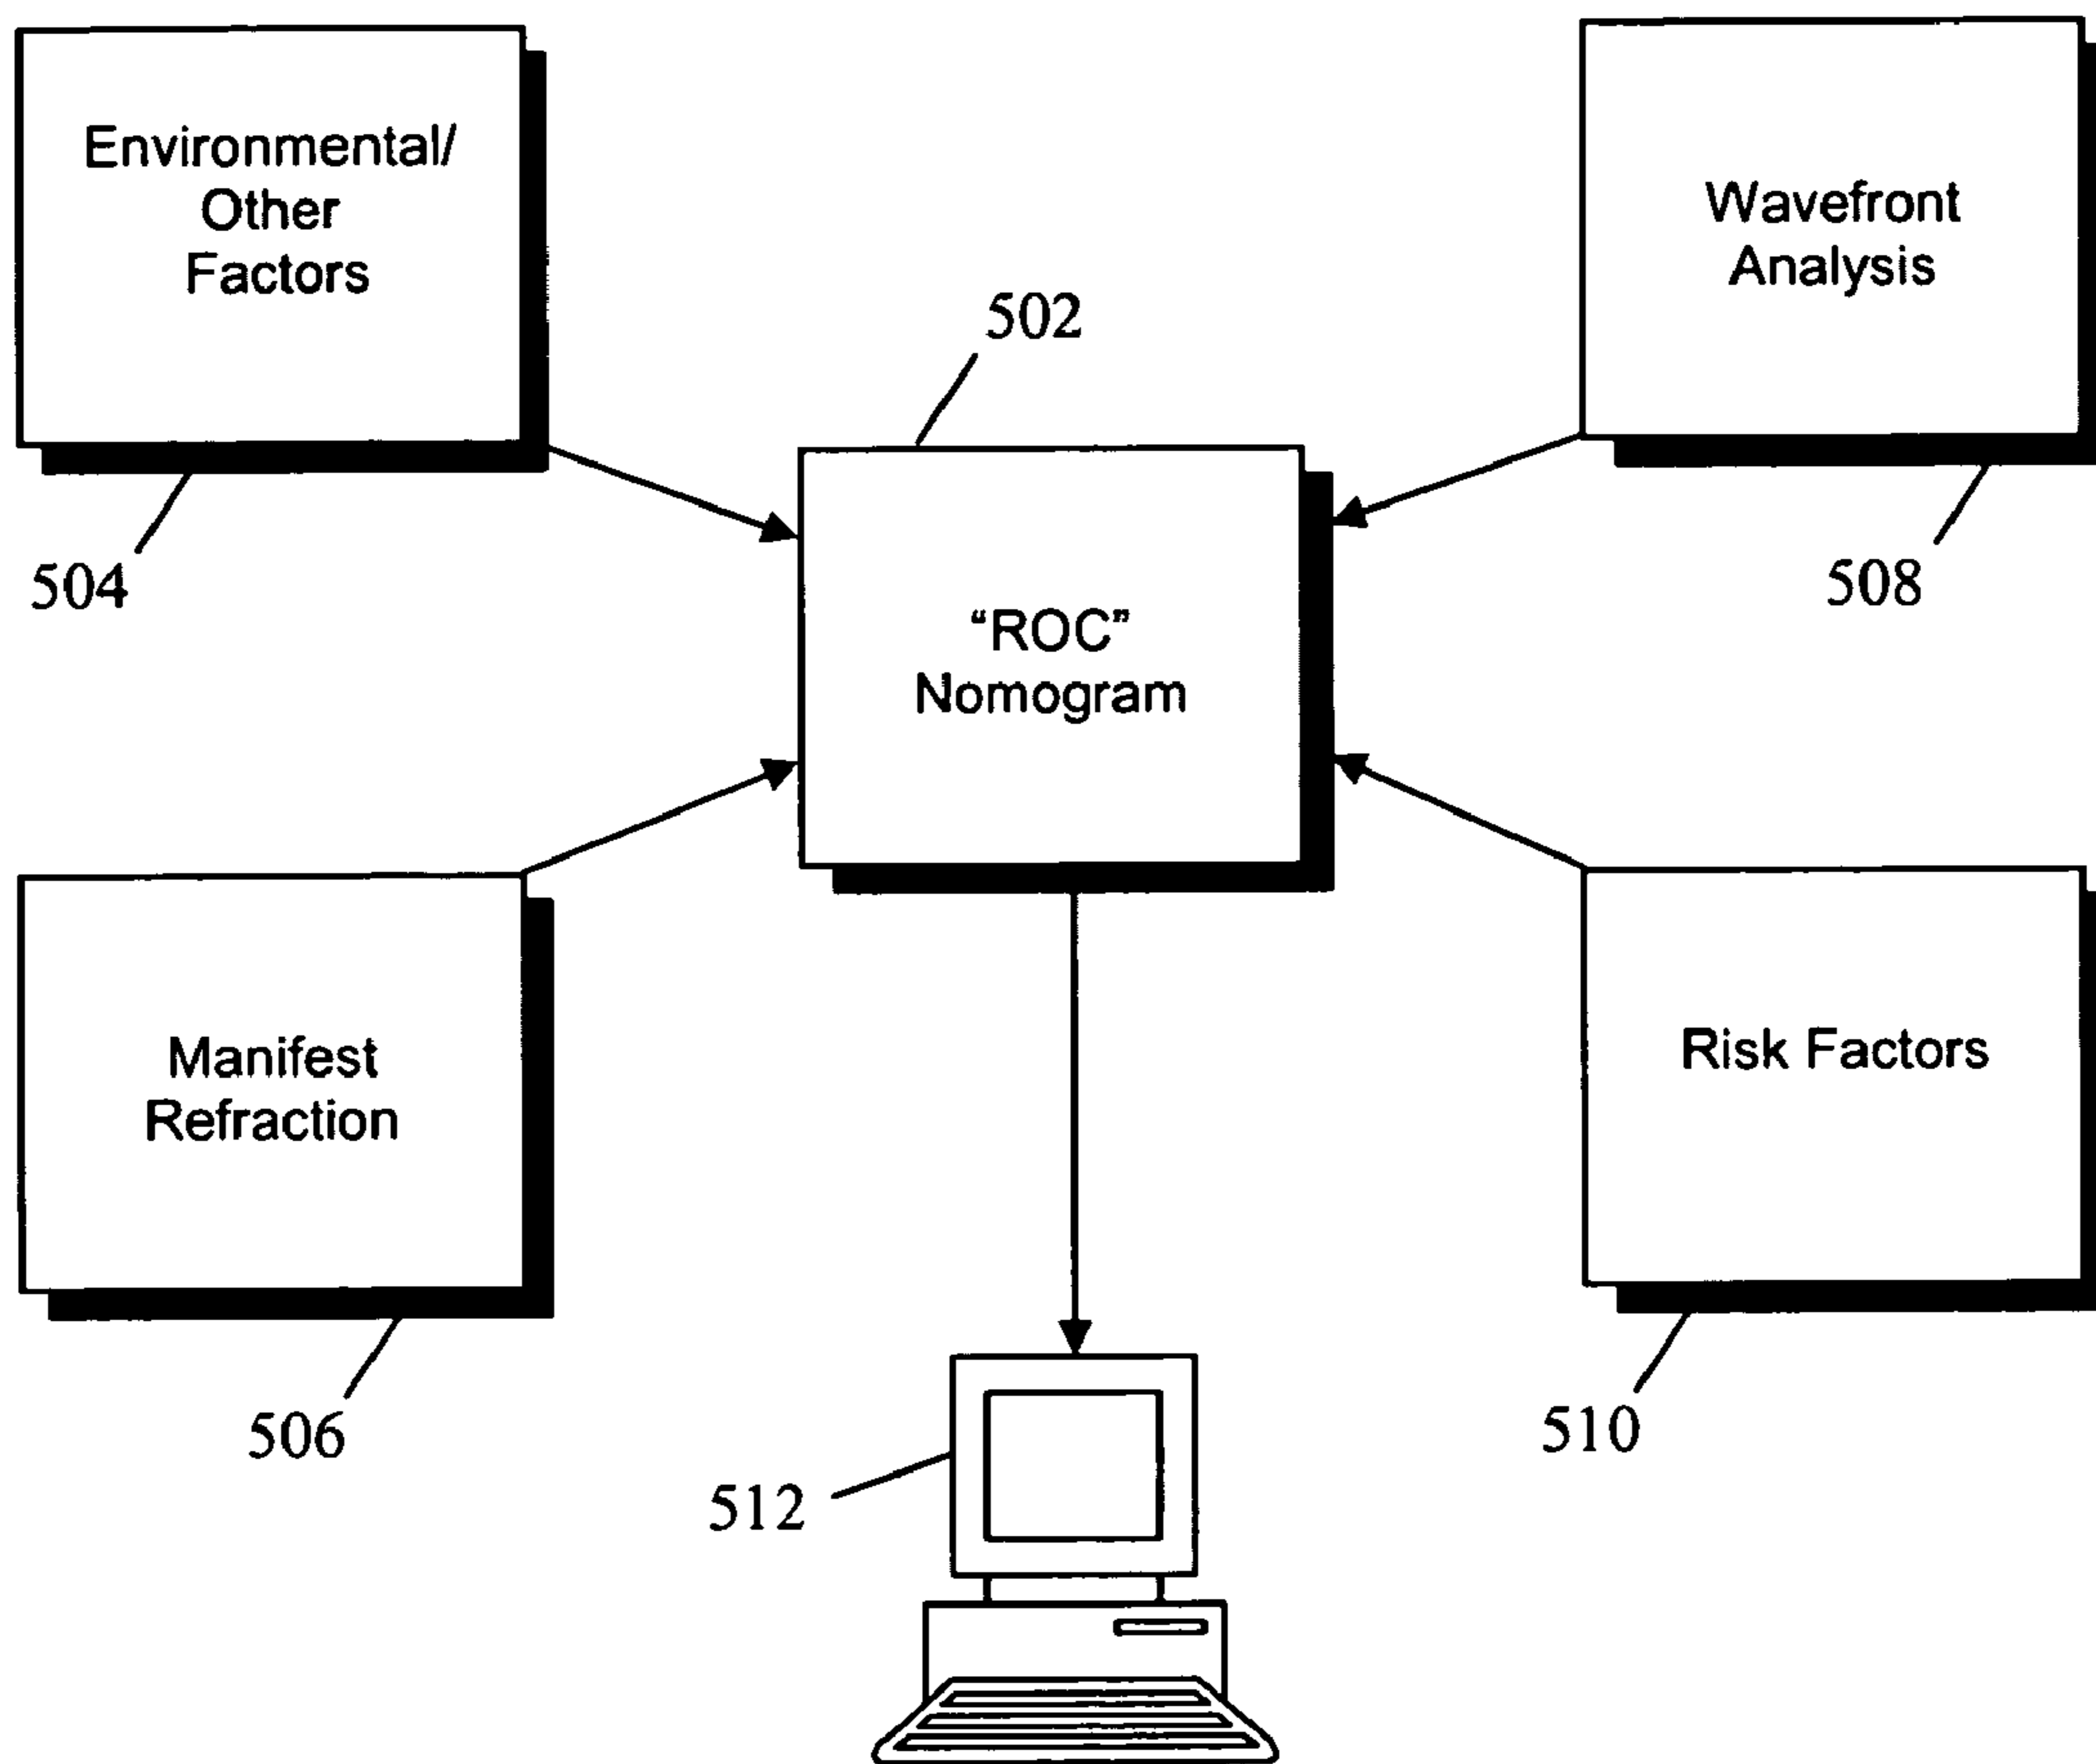 Environmental/
Other
Factors
Wavefront
Analysis
502
504
508
“ROC”
Nomogram
Manifest
Refraction
Risk Factors
506
510
512